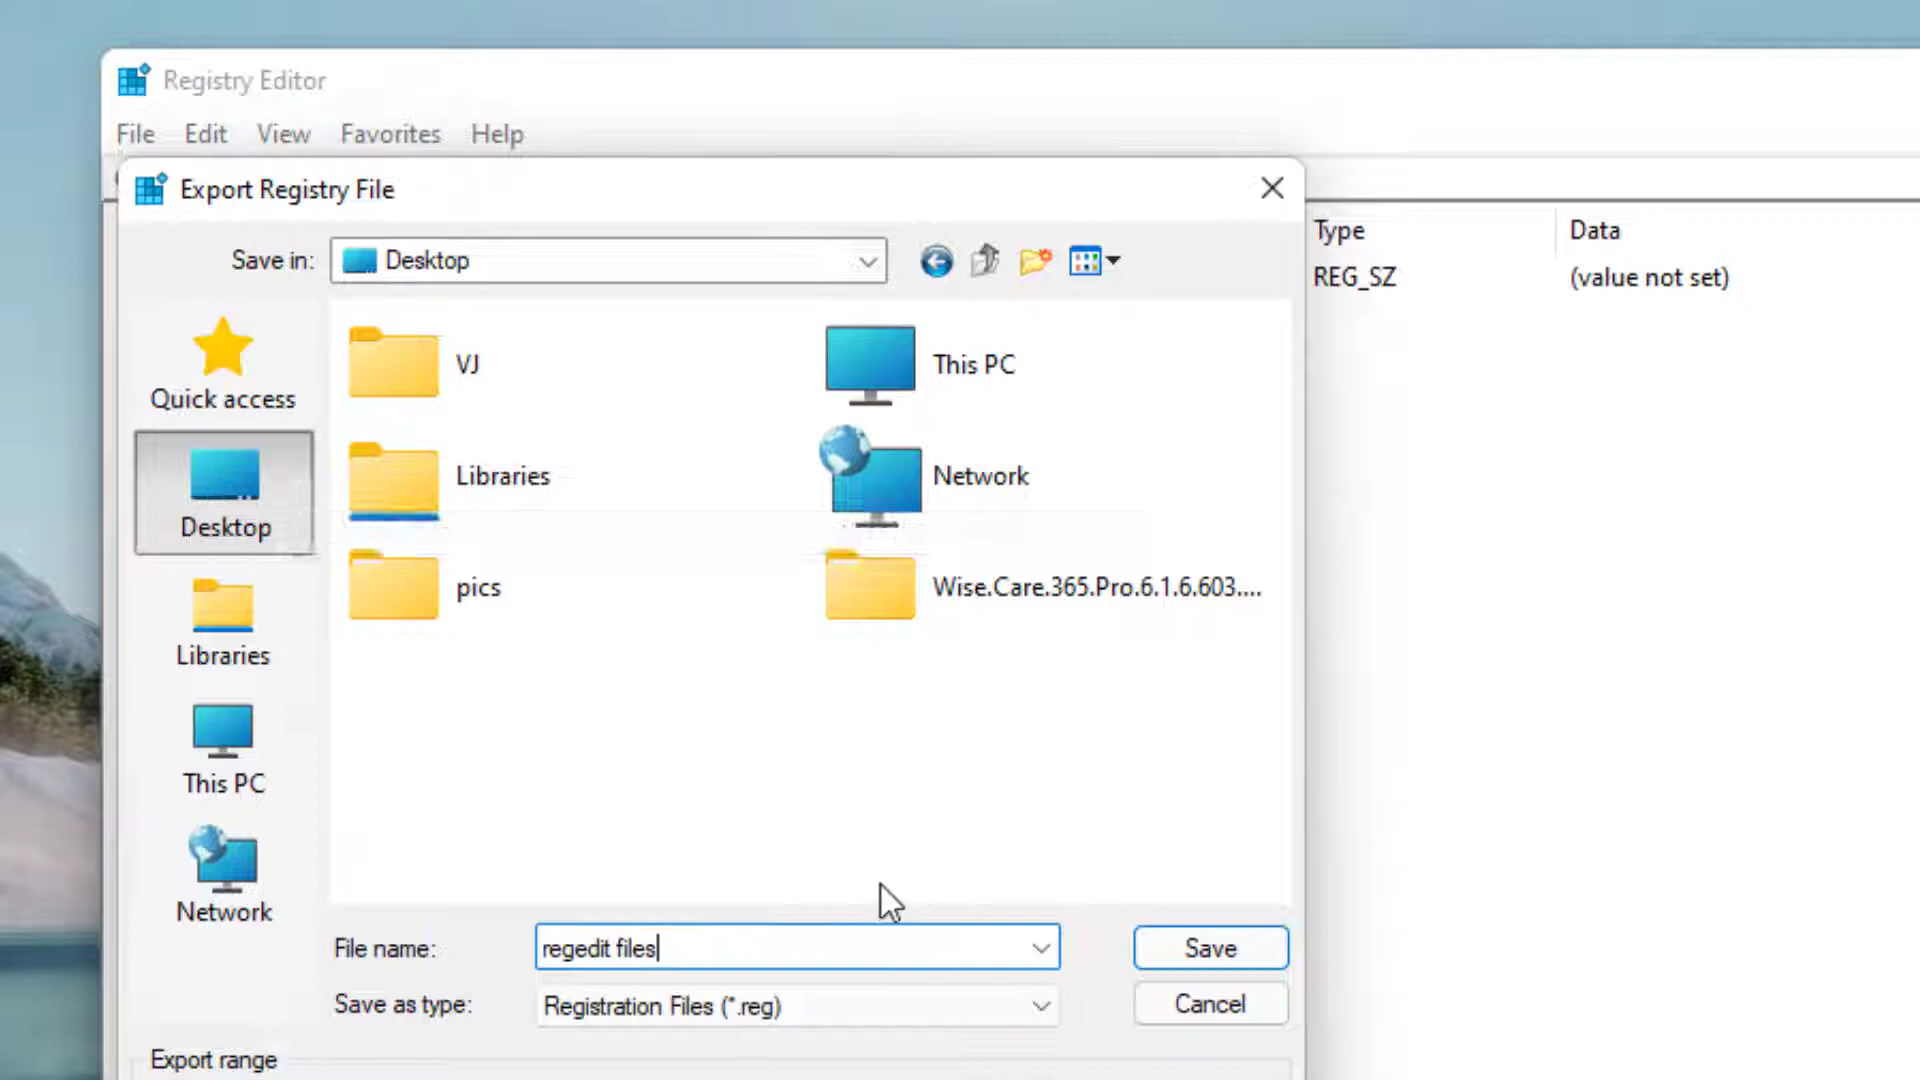 Registry Editor
File Edit View Favorites Help
Export Registry File
Save in: Desktop
Type Data
REG_SZ (value not set)
Quick access
Desktop
Libraries
This PC
Network
VJ
This PC
Libraries
Network
pics
Wise.Care.365.Pro.6.1.6.603....
File name: regedit files
Save
Save as type: Registration Files (*.reg)
Cancel
Export range